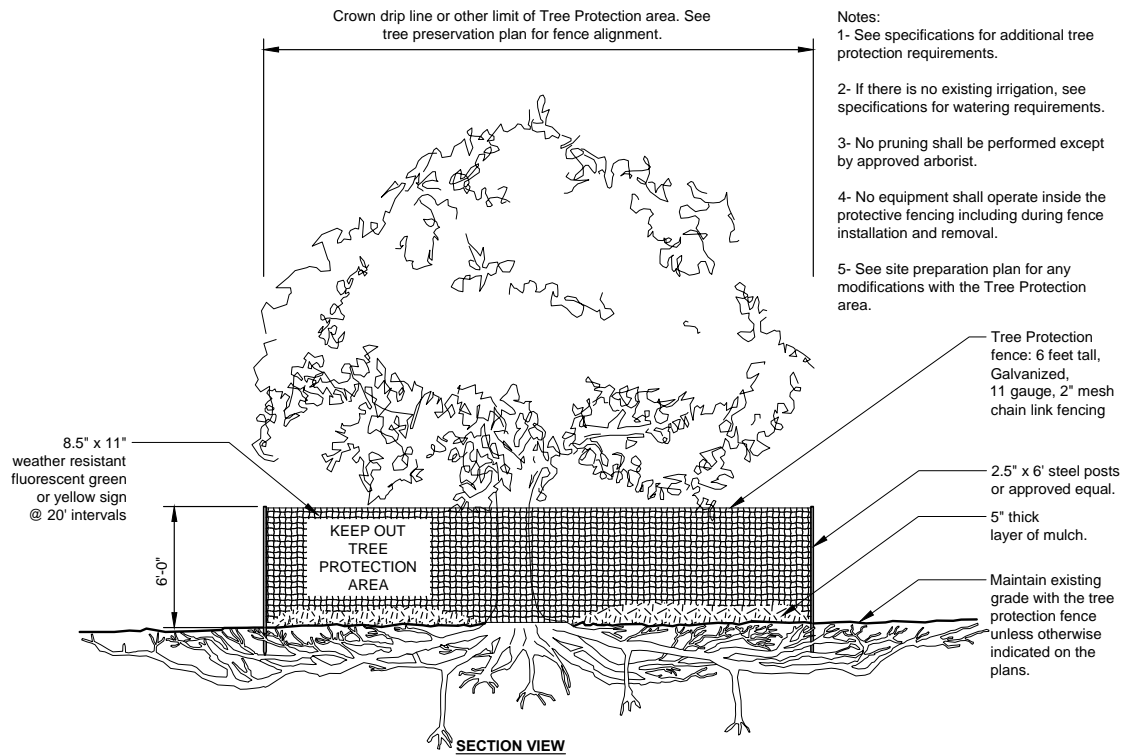 Crown drip line or other limit of Tree Protection area. See
tree preservation plan for fence alignment.
Notes:
1- See specifications for additional tree
protection requirements.
2- If there is no existing irrigation, see
specifications for watering requirements.
3- No pruning shall be performed except
by approved arborist.
4- No equipment shall operate inside the
protective fencing including during fence
installation and removal.
5- See site preparation plan for any
modifications with the Tree Protection
area.
Tree Protection
fence: 6 feet tall,
Galvanized,
11 gauge, 2" mesh
chain link fencing
8.5" x 11"
weather resistant
fluorescent green
or yellow sign
@ 20' intervals
2.5" x 6' steel posts
or approved equal.
5" thick
layer of mulch.
6'-0"
KEEP OUT
TREE
PROTECTION
AREA
Maintain existing
grade with the tree
protection fence
unless otherwise
indicated on the
plans.
SECTION VIEW